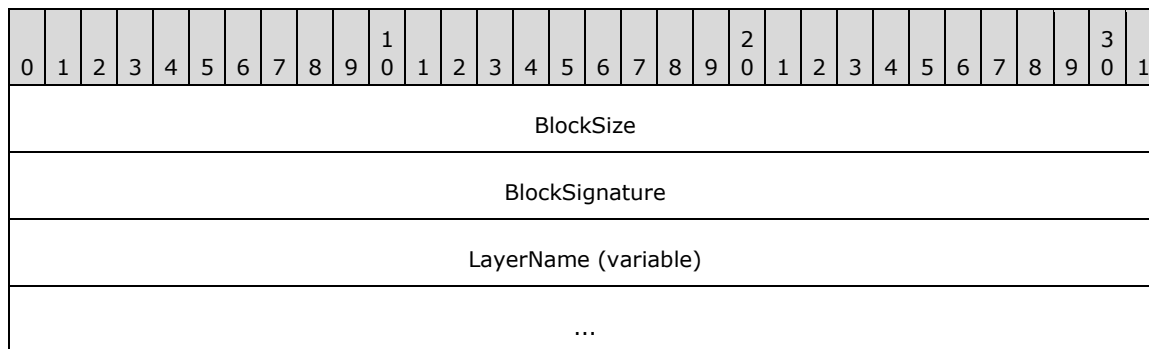 1 2 3
0 1 2 3 4 5 6 7 8 9 0 1 2 3 4 5 6 7 8 9 0 1 2 3 4 5 6 7 8 9 0 1
BlockSize
BlockSignature
LayerName (variable)
...